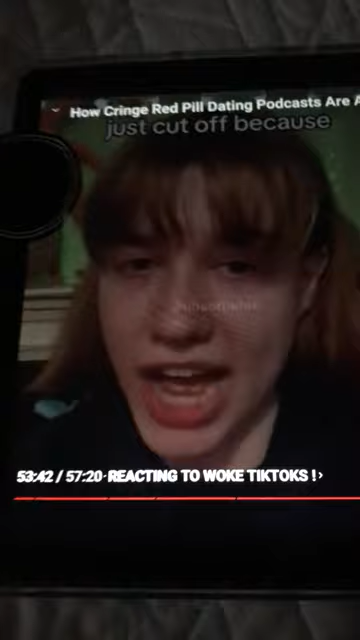 How Cringe Red Pill Dating Podcasts Are A
just cut off because
53:42 / 57:20 · REACTING TO WOKE TIKTOKS ! ›